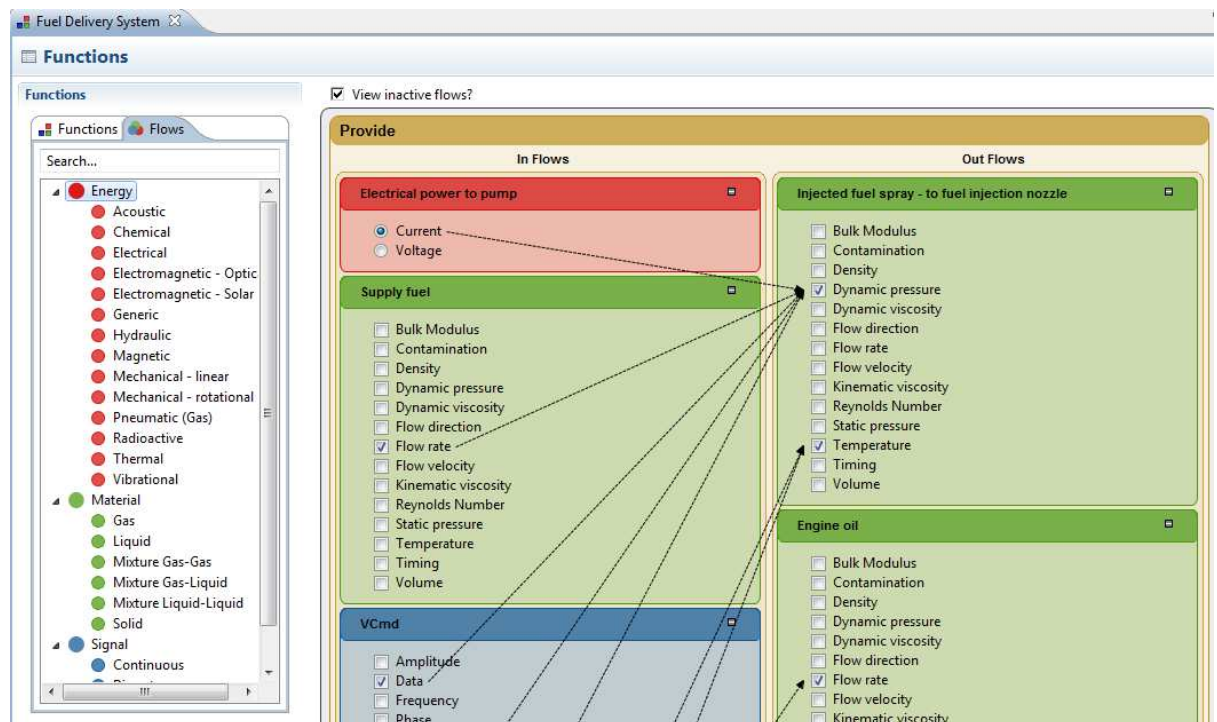 Fuel Delivery System
Functions
Functions
View inactive flows?
Functions
Flows
Search...
Energy
Acoustic
Chemical
Electrical
Electromagnetic - Optic
Electromagnetic - Solar
Generic
Hydraulic
Magnetic
Mechanical - linear
Mechanical - rotational
Pneumatic (Gas)
Radioactive
Thermal
Vibrational
Material
Gas
Liquid
Mixture Gas-Gas
Mixture Gas-Liquid
Mixture Liquid-Liquid
Solid
Signal
Continuous
Provide
In Flows
Electrical power to pump
Current
Voltage
Supply fuel
Bulk Modulus
Contamination
Density
Dynamic pressure
Dynamic viscosity
Flow direction
Flow rate
Flow velocity
Kinematic viscosity
Reynolds Number
Static pressure
Temperature
Timing
Volume
VCmd
Amplitude
Data
Frequency
Phase
Out Flows
Injected fuel spray - to fuel injection nozzle
Bulk Modulus
Contamination
Density
Dynamic pressure
Dynamic viscosity
Flow direction
Flow rate
Flow velocity
Kinematic viscosity
Reynolds Number
Static pressure
Temperature
Timing
Volume
Engine oil
Bulk Modulus
Contamination
Density
Dynamic pressure
Dynamic viscosity
Flow direction
Flow rate
Flow velocity
Kinematic viscosity